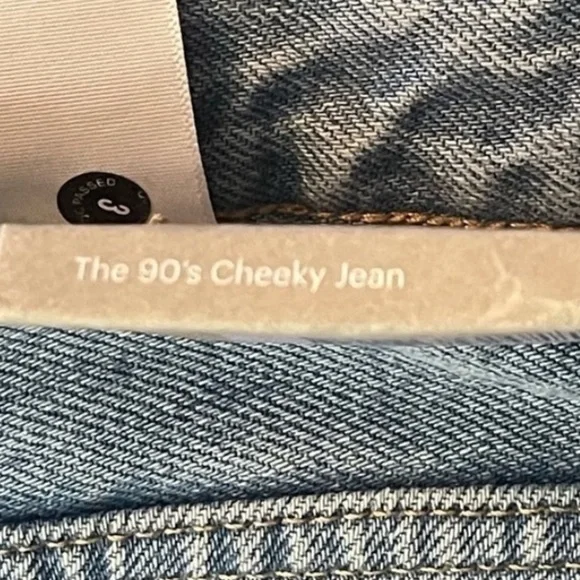 PASSED
3
The 90's Cheeky Jean